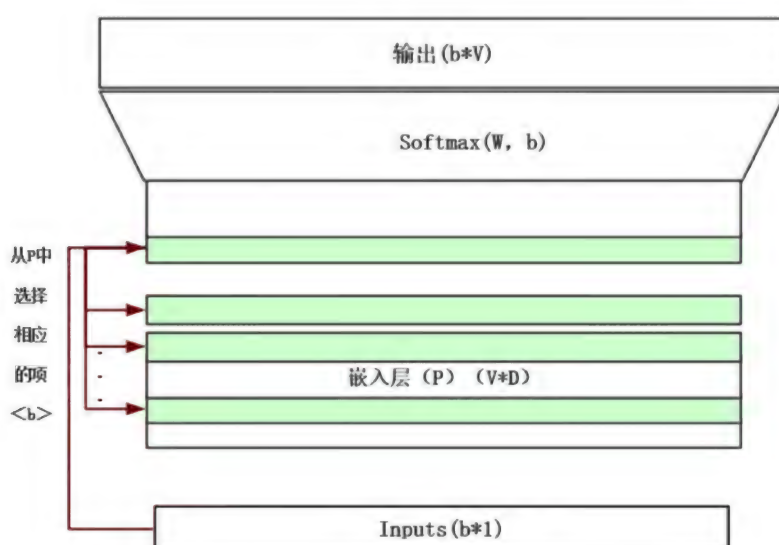 输出(b*V)
Softmax(W, b)
从P中
选择
相应
的项
<b>
嵌入层 (P) (V*D)
Inputs(b*1)